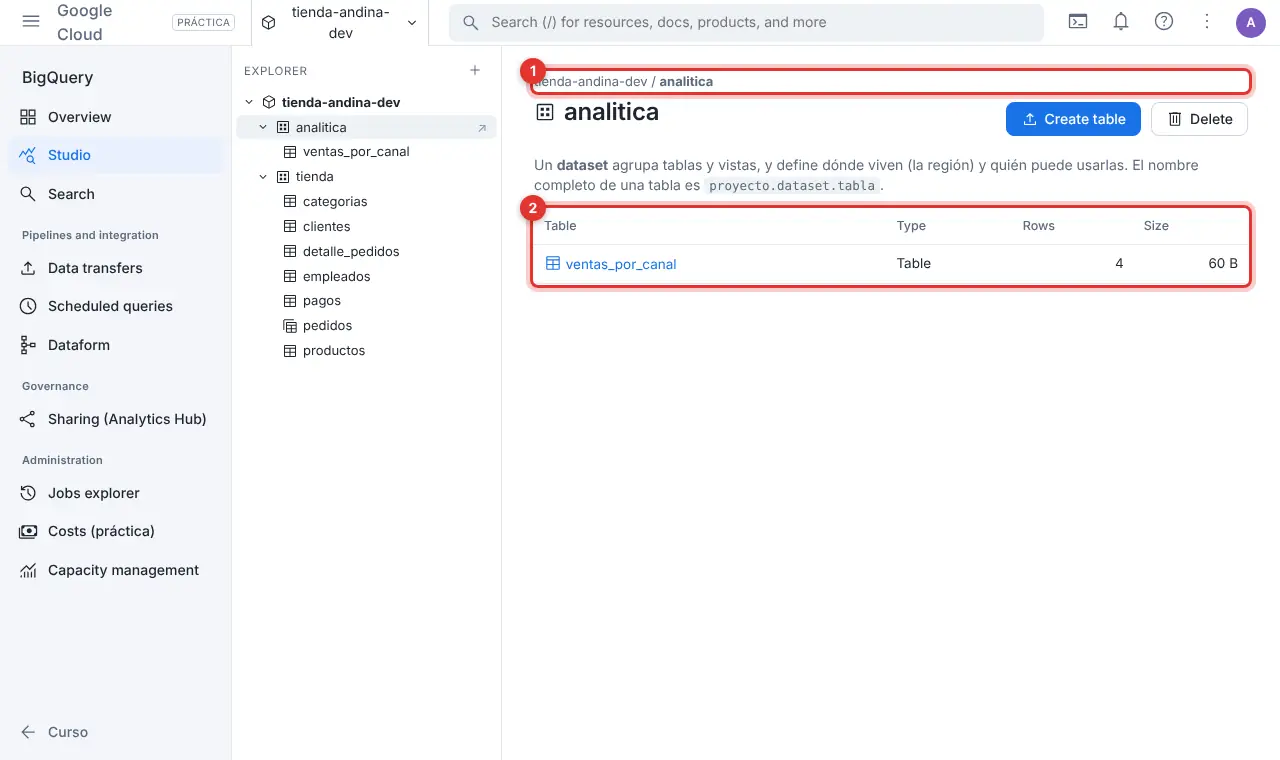 Google Cloud
PRÁCTICA
tienda-andina-dev
Search (/) for resources, docs, products, and more
A
BigQuery
Overview
Studio
Search
Pipelines and integration
Data transfers
Scheduled queries
Dataform
Governance
Sharing (Analytics Hub)
Administration
Jobs explorer
Costs (práctica)
Capacity management
Curso
EXPLORER
tienda-andina-dev
analitica
ventas_por_canal
tienda
categorias
clientes
detalle_pedidos
empleados
pagos
pedidos
productos
1
tienda-andina-dev / analitica
analitica
Create table
Delete
Un dataset agrupa tablas y vistas, y define dónde viven (la región) y quién puede usarlas. El nombre
completo de una tabla es proyecto.dataset.tabla.
2
Table Type Rows Size
ventas_por_canal Table 4 60 B